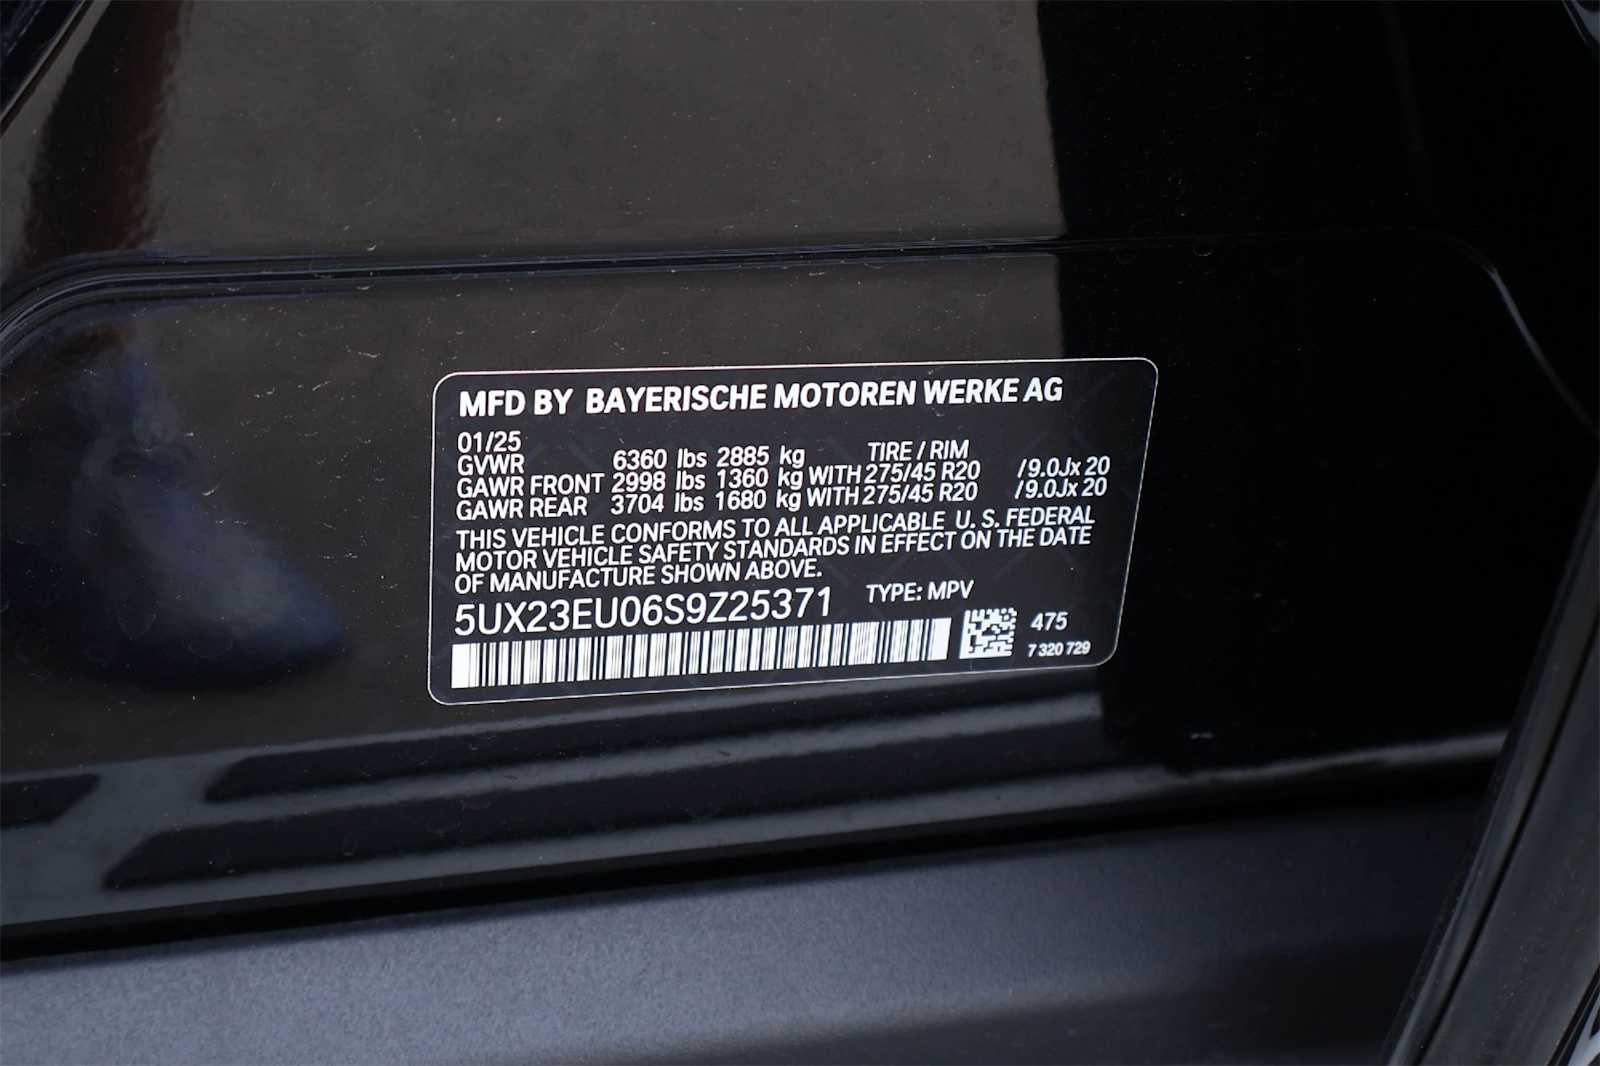 MFD BY BAYERISCHE MOTOREN WERKE AG
01/25
GVWR 6360 lbs 2885 kg TIRE / RIM
GAWR FRONT 2998 lbs 1360 kg WITH 275/45 R20 / 9.0Jx 20
GAWR REAR 3704 lbs 1680 kg WITH 275/45 R20 / 9.0Jx 20
THIS VEHICLE CONFORMS TO ALL APPLICABLE U. S. FEDERAL
MOTOR VEHICLE SAFETY STANDARDS IN EFFECT ON THE DATE
OF MANUFACTURE SHOWN ABOVE.
5UX23EU06S9Z25371 TYPE: MPV
475
7 320 729